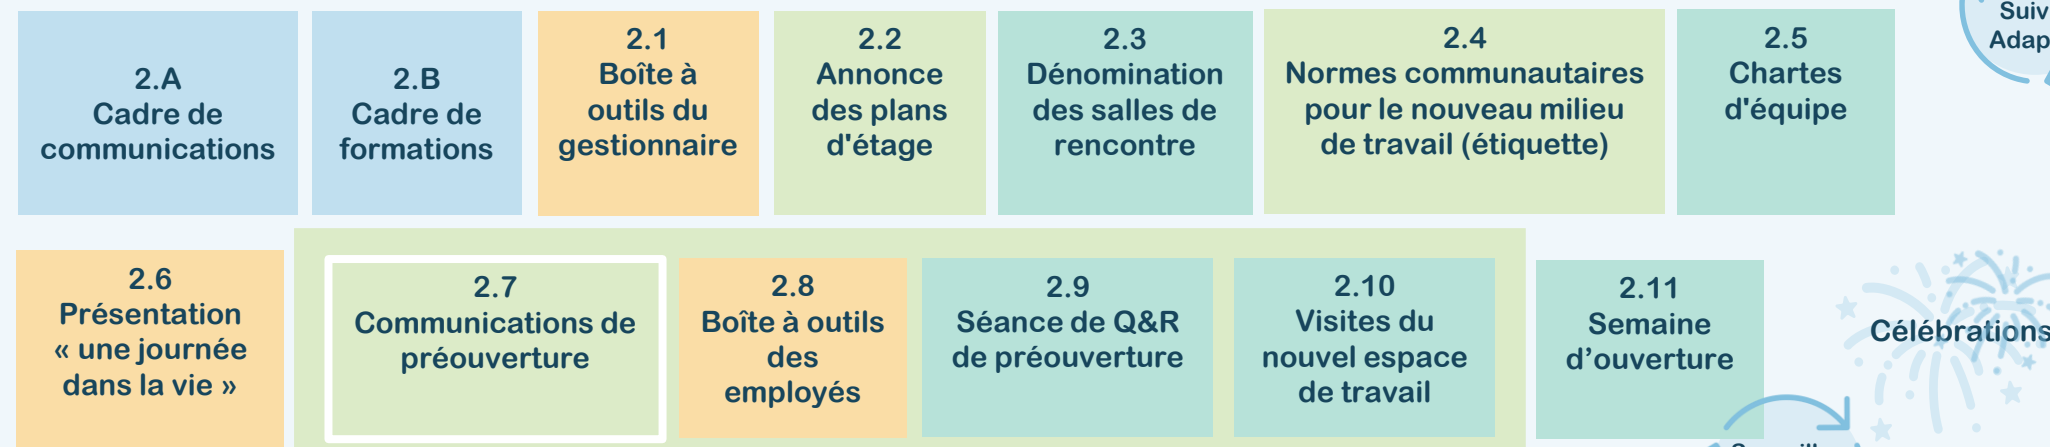 2.A
Cadre de
communications
2.B
Cadre de
formations
2.1
Boîte à
outils du
gestionnaire
2.2
Annonce
des plans
d'étage
2.3
Dénomination
des salles de
rencontre
2.4
Normes communautaires
pour le nouveau milieu
de travail (étiquette)
2.5
Chartes
d'équipe
2.6
Présentation
« une journée
dans la vie »
2.7
Communications de
préouverture
2.8
Boîte à outils
des
employés
2.9
Séance de Q&R
de préouverture
2.10
Visites du
nouvel espace
de travail
2.11
Semaine
d’ouverture
Célébrations